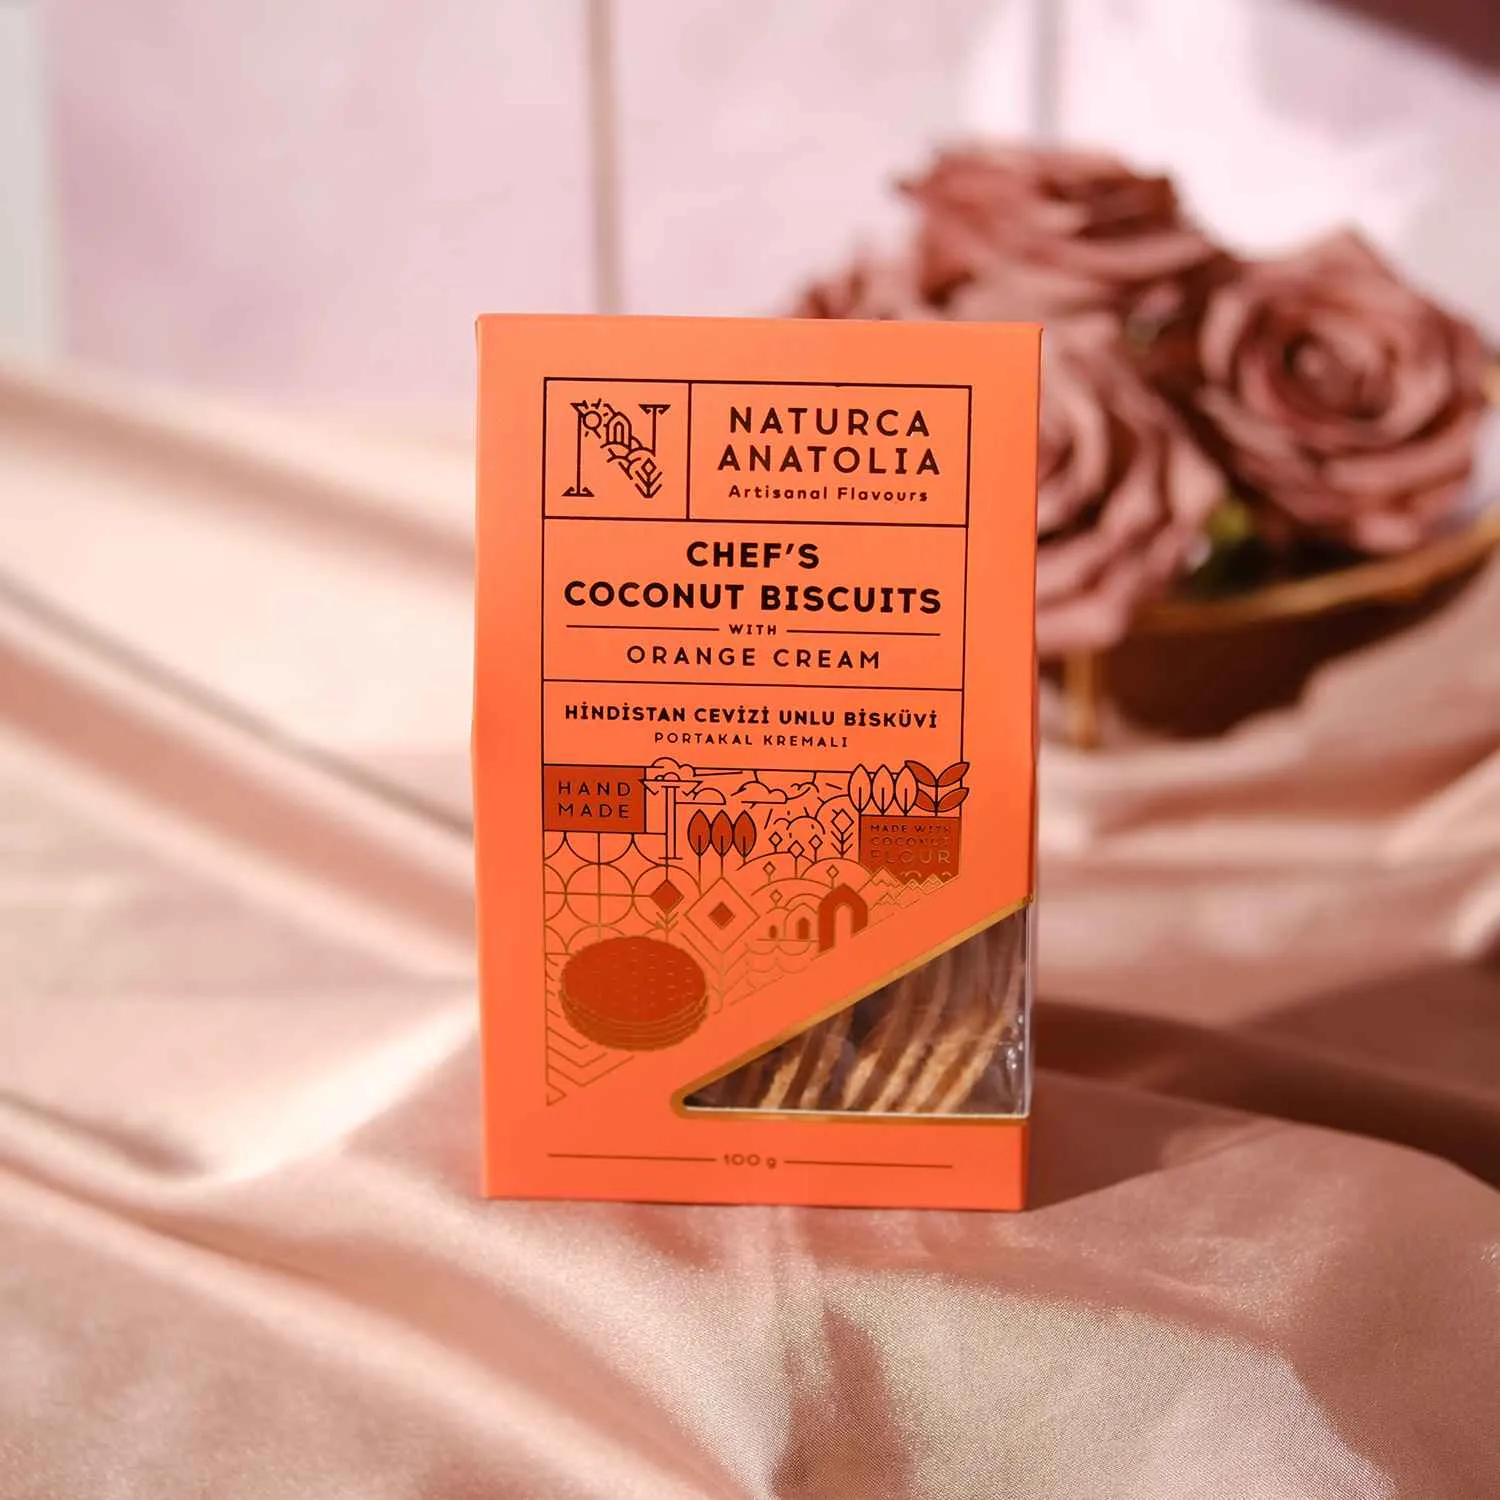 NATURCA
ANATOLIA
Artisanal Flavours
CHEF'S
COCONUT BISCUITS
WITH
ORANGE CREAM
HİNDİSTAN CEVİZİ UNLU BİSKÜVİ
PORTAKAL KREMALI
HAND
MADE
MADE WITH
COCONUT
FLOUR
100 g